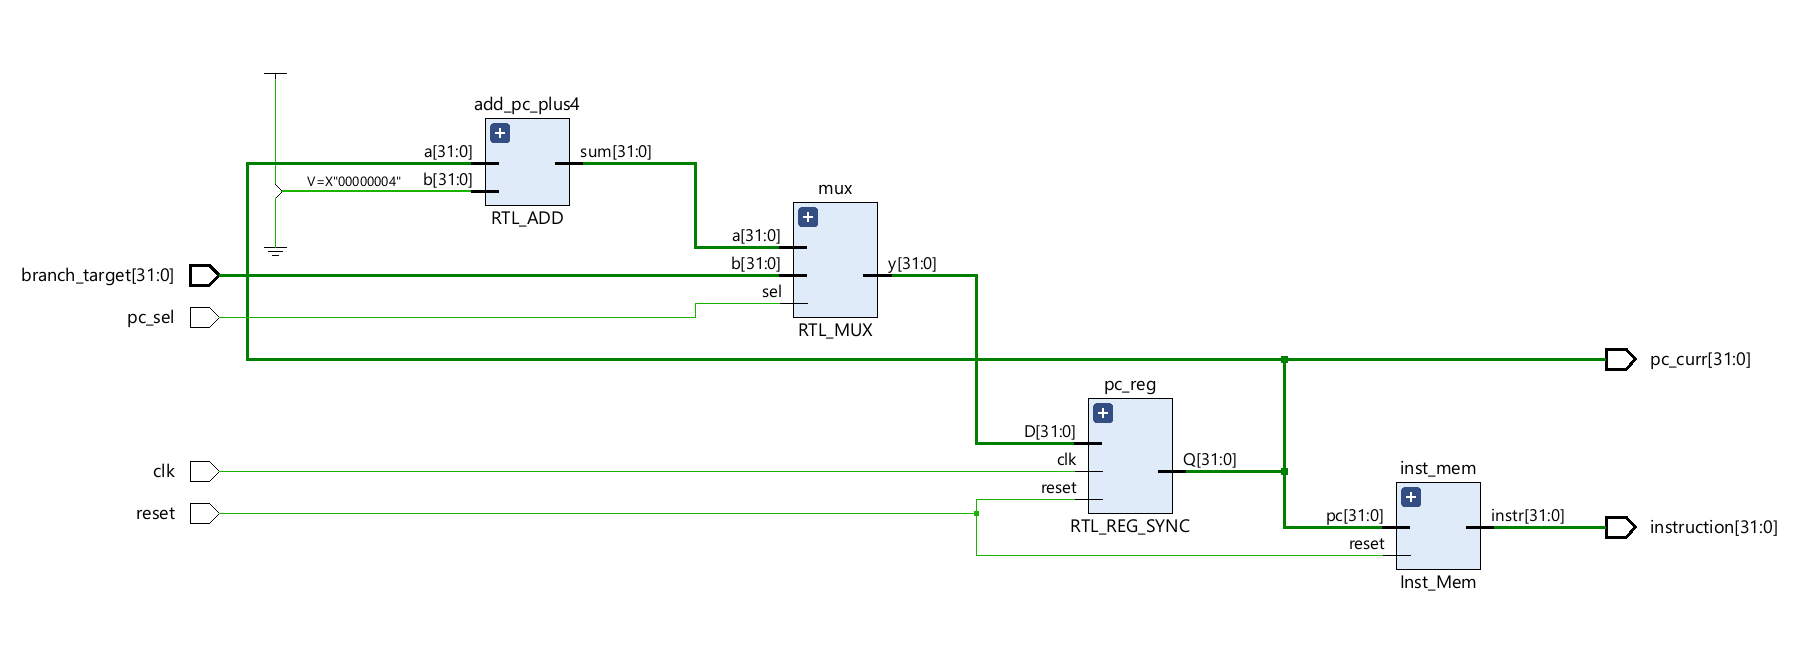 add_pc_plus4
a[31:0]
sum[31:0]
V=X"00000004"
b[31:0]
RTL_ADD
mux
a[31:0]
branch_target[31:0]
b[31:0]
y[31:0]
sel
pc_sel
RTL_MUX
pc_curr[31:0]
pc_reg
D[31:0]
clk
clk
Q[31:0]
reset
reset
RTL_REG_SYNC
inst_mem
pc[31:0]
instr[31:0]
instruction[31:0]
reset
Inst_Mem